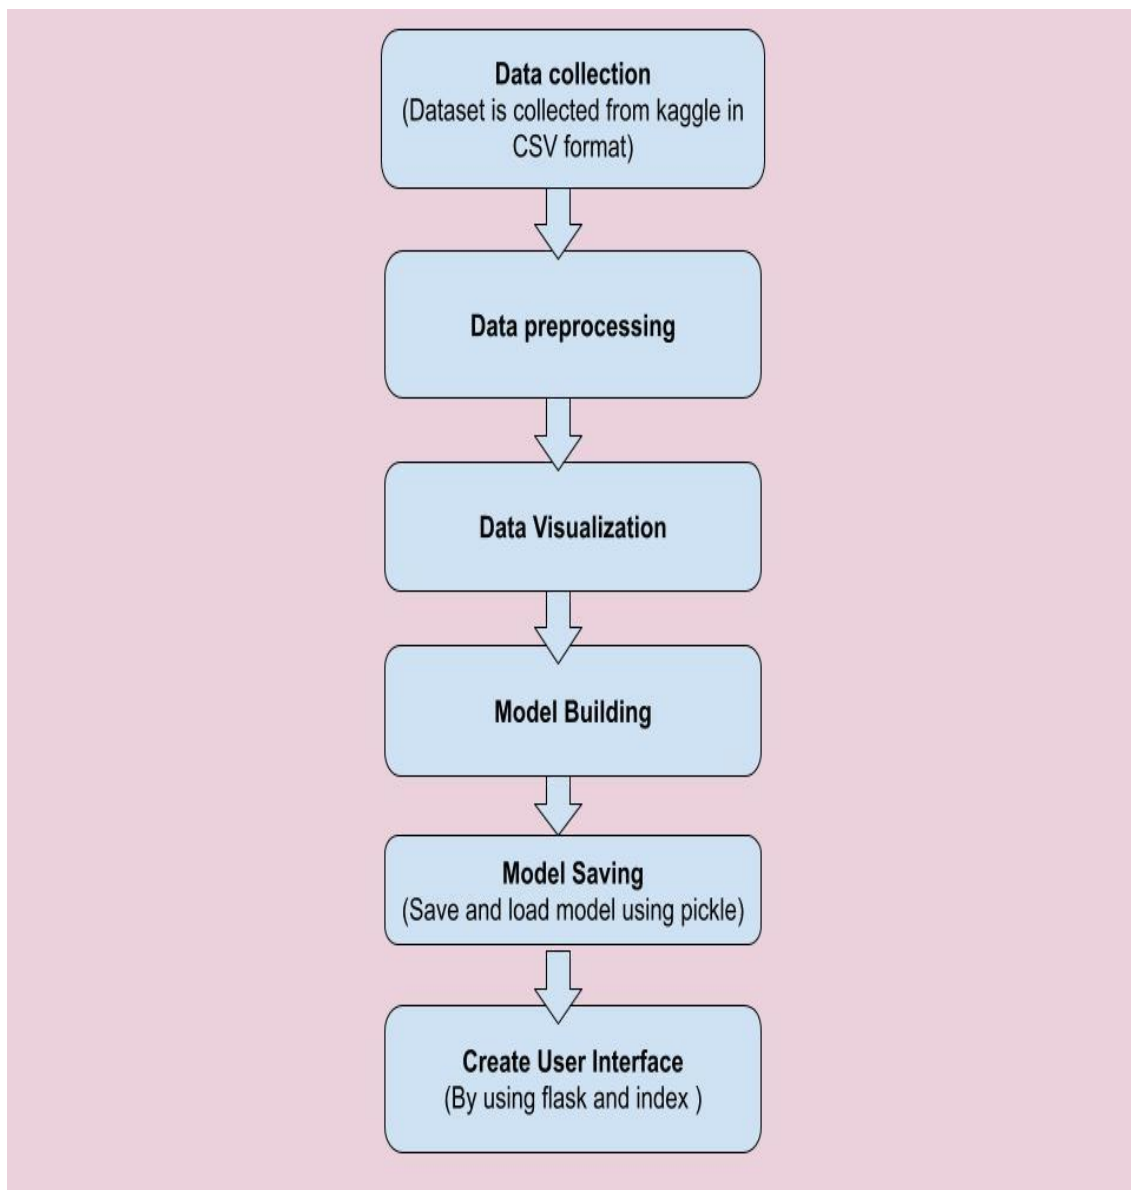 Data collection
(Dataset is collected from kaggle in
CSV format)
Data preprocessing
Data Visualization
Model Building
Model Saving
(Save and load model using pickle)
Create User Interface
(By using flask and index )